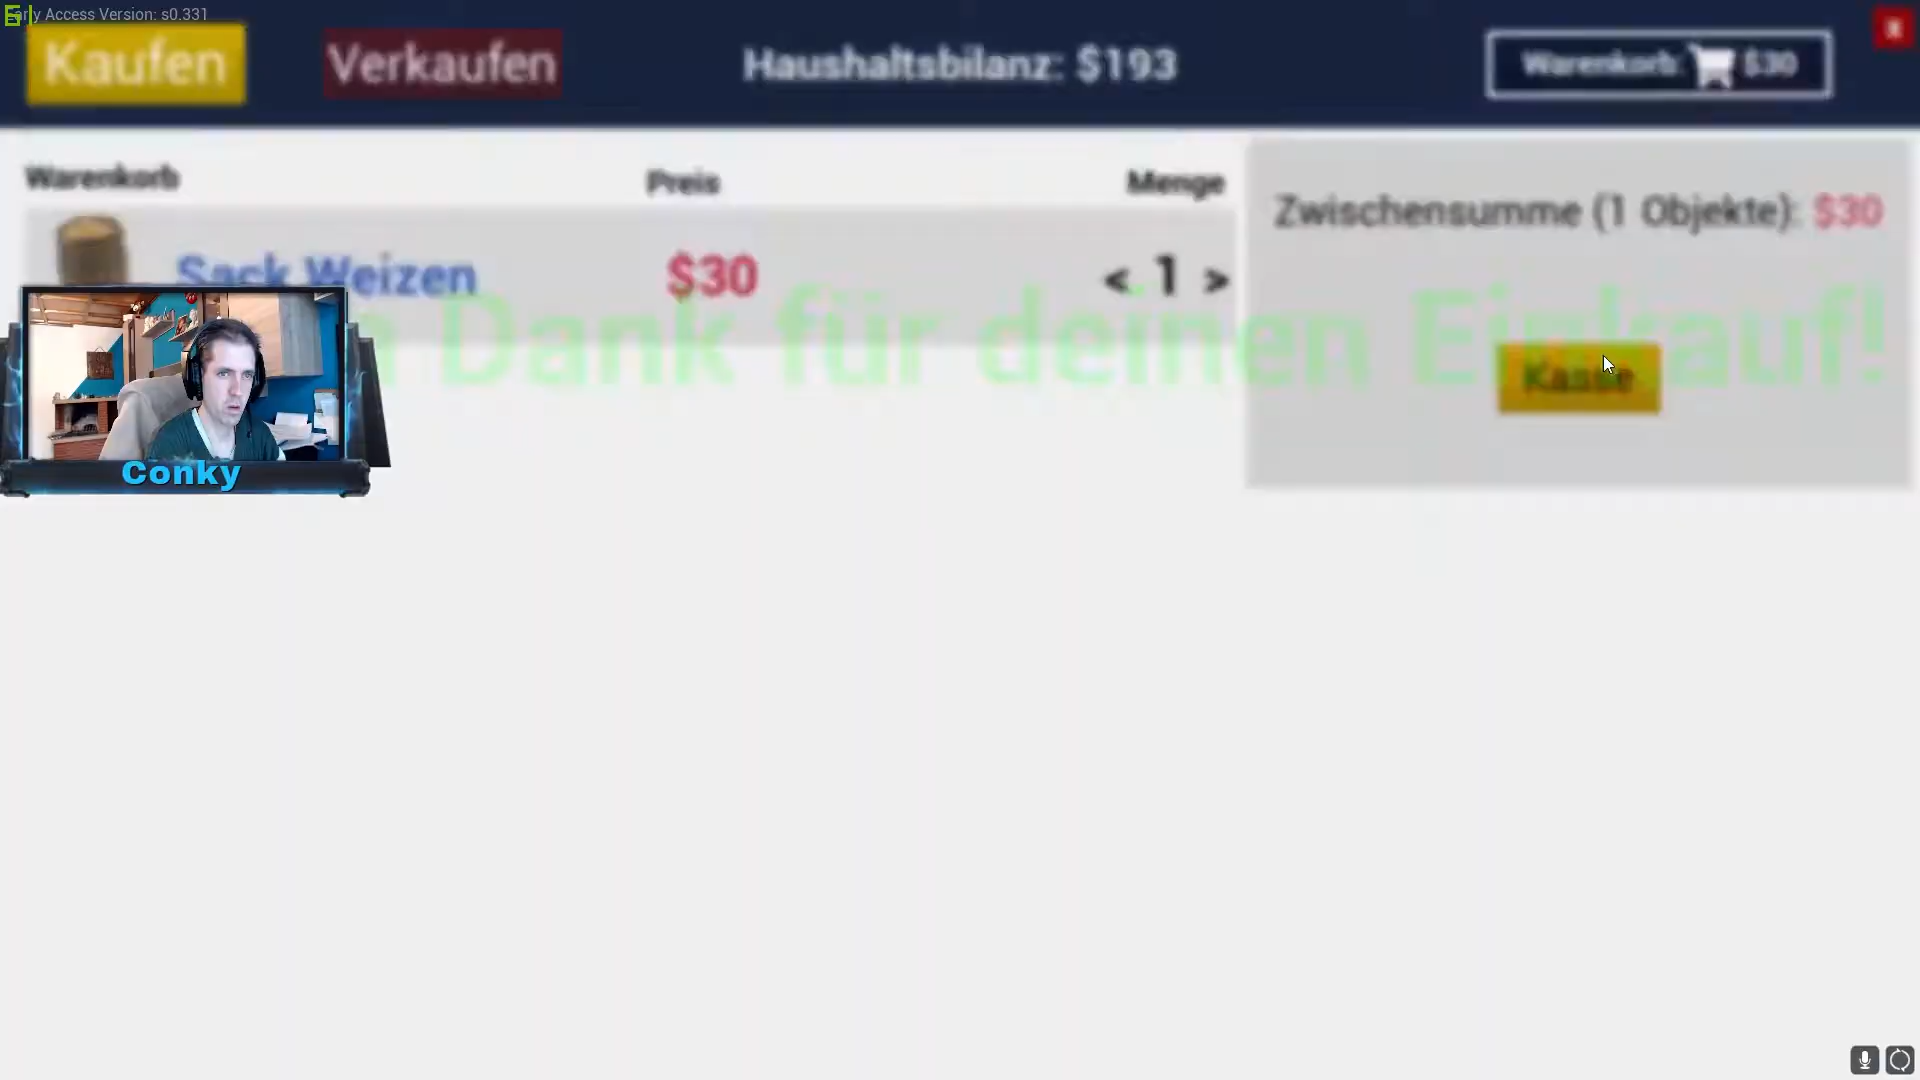 Early Access Version: s0.331
Kaufen
Verkaufen
Haushaltsbilanz: $193
Warenkorb: $30
x
Warenkorb
Preis
Menge
Sack Weizen
$30
< 1 >
Zwischensumme (1 Objekte): $30
Dank für deinen Einkauf!
Kasse
Conky